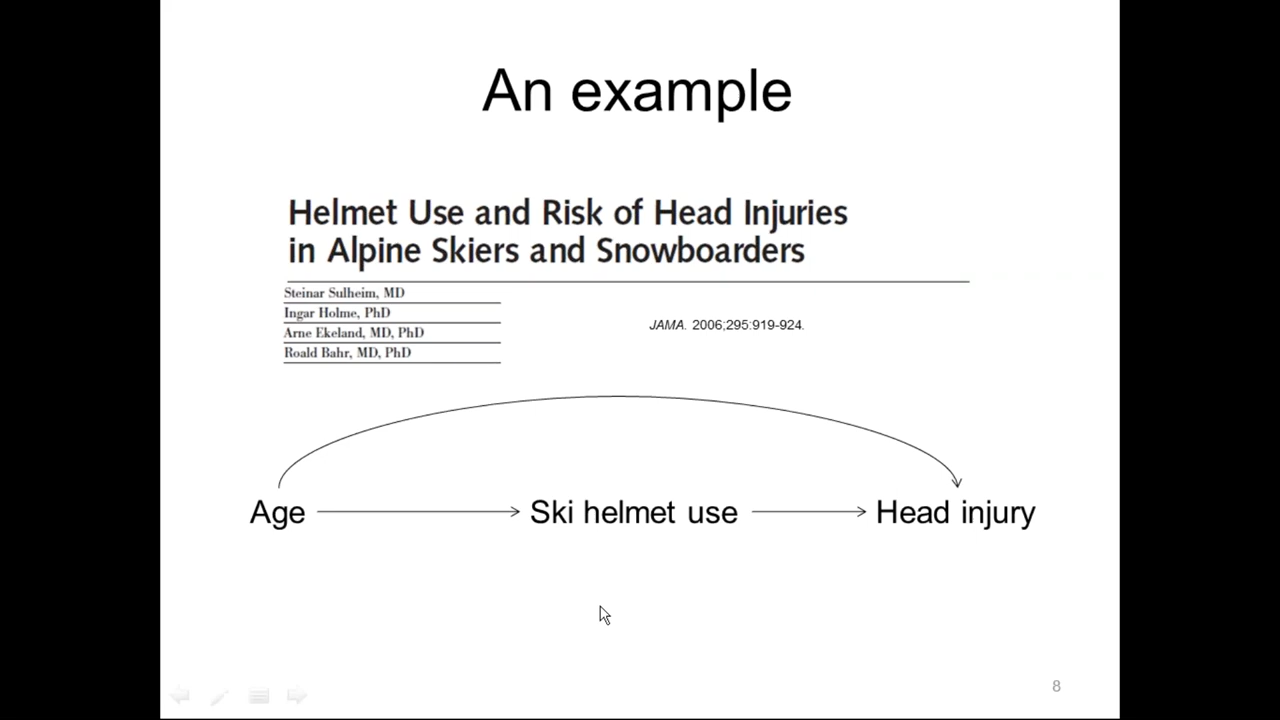 An example
Helmet Use and Risk of Head Injuries
in Alpine Skiers and Snowboarders
Steinar Sulheim, MD
Ingar Holme, PhD
Arne Ekeland, MD, PhD
Roald Bahr, MD, PhD
JAMA. 2006;295:919-924.
Age
Ski helmet use
Head injury
8